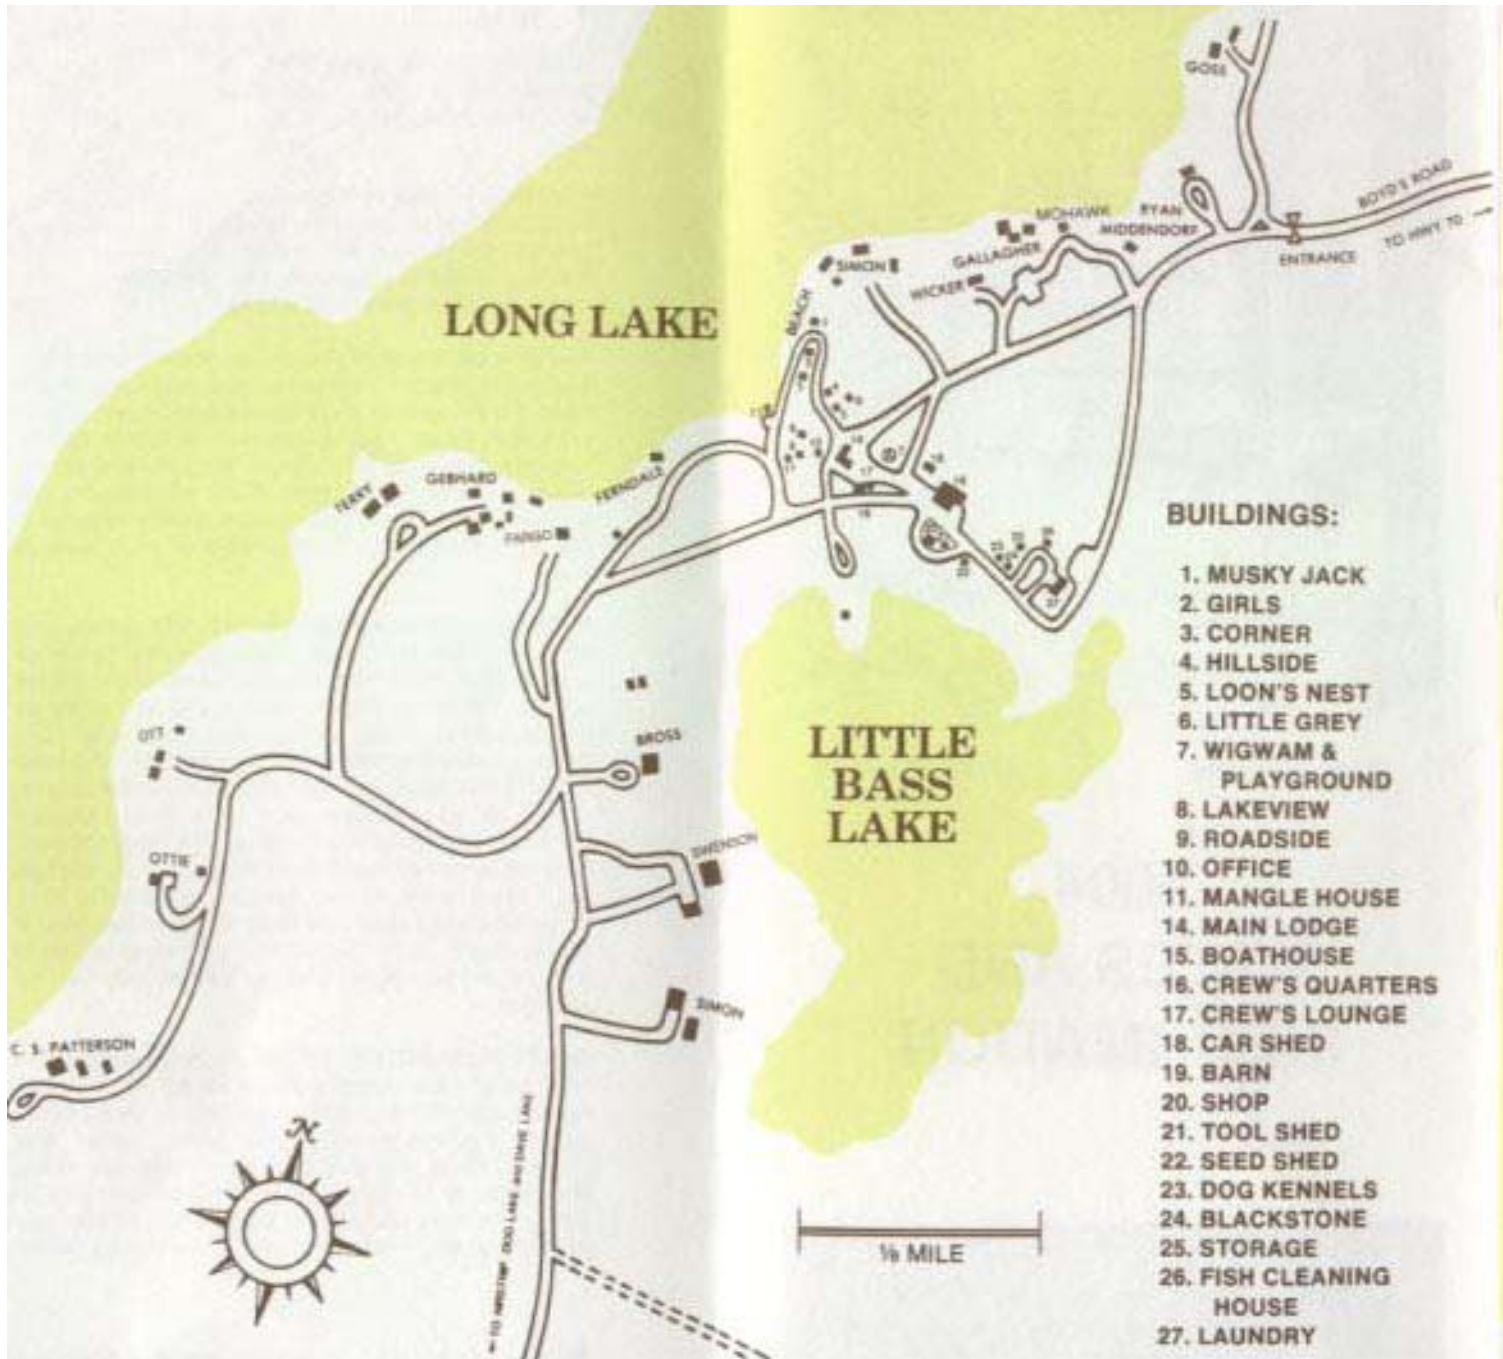 GOSS
BOYD'S ROAD
TO HWY 70 →
ENTRANCE
RYAN
MOHAWK
MIDDENDORF
GALLAGHER
WICKER
SIMON
BEACH
LONG LAKE
FERNDALE
GEBHARD
TERRY
FARGO
OTT
BROSS
SWENSON
OTTIE
SIMON
C. S. PATTERSON
LITTLE
BASS
LAKE
N
⅛ MILE
BUILDINGS:
1. MUSKY JACK
2. GIRLS
3. CORNER
4. HILLSIDE
5. LOON'S NEST
6. LITTLE GREY
7. WIGWAM &
PLAYGROUND
8. LAKEVIEW
9. ROADSIDE
10. OFFICE
11. MANGLE HOUSE
14. MAIN LODGE
15. BOATHOUSE
16. CREW'S QUARTERS
17. CREW'S LOUNGE
18. CAR SHED
19. BARN
20. SHOP
21. TOOL SHED
22. SEED SHED
23. DOG KENNELS
24. BLACKSTONE
25. STORAGE
26. FISH CLEANING
HOUSE
27. LAUNDRY